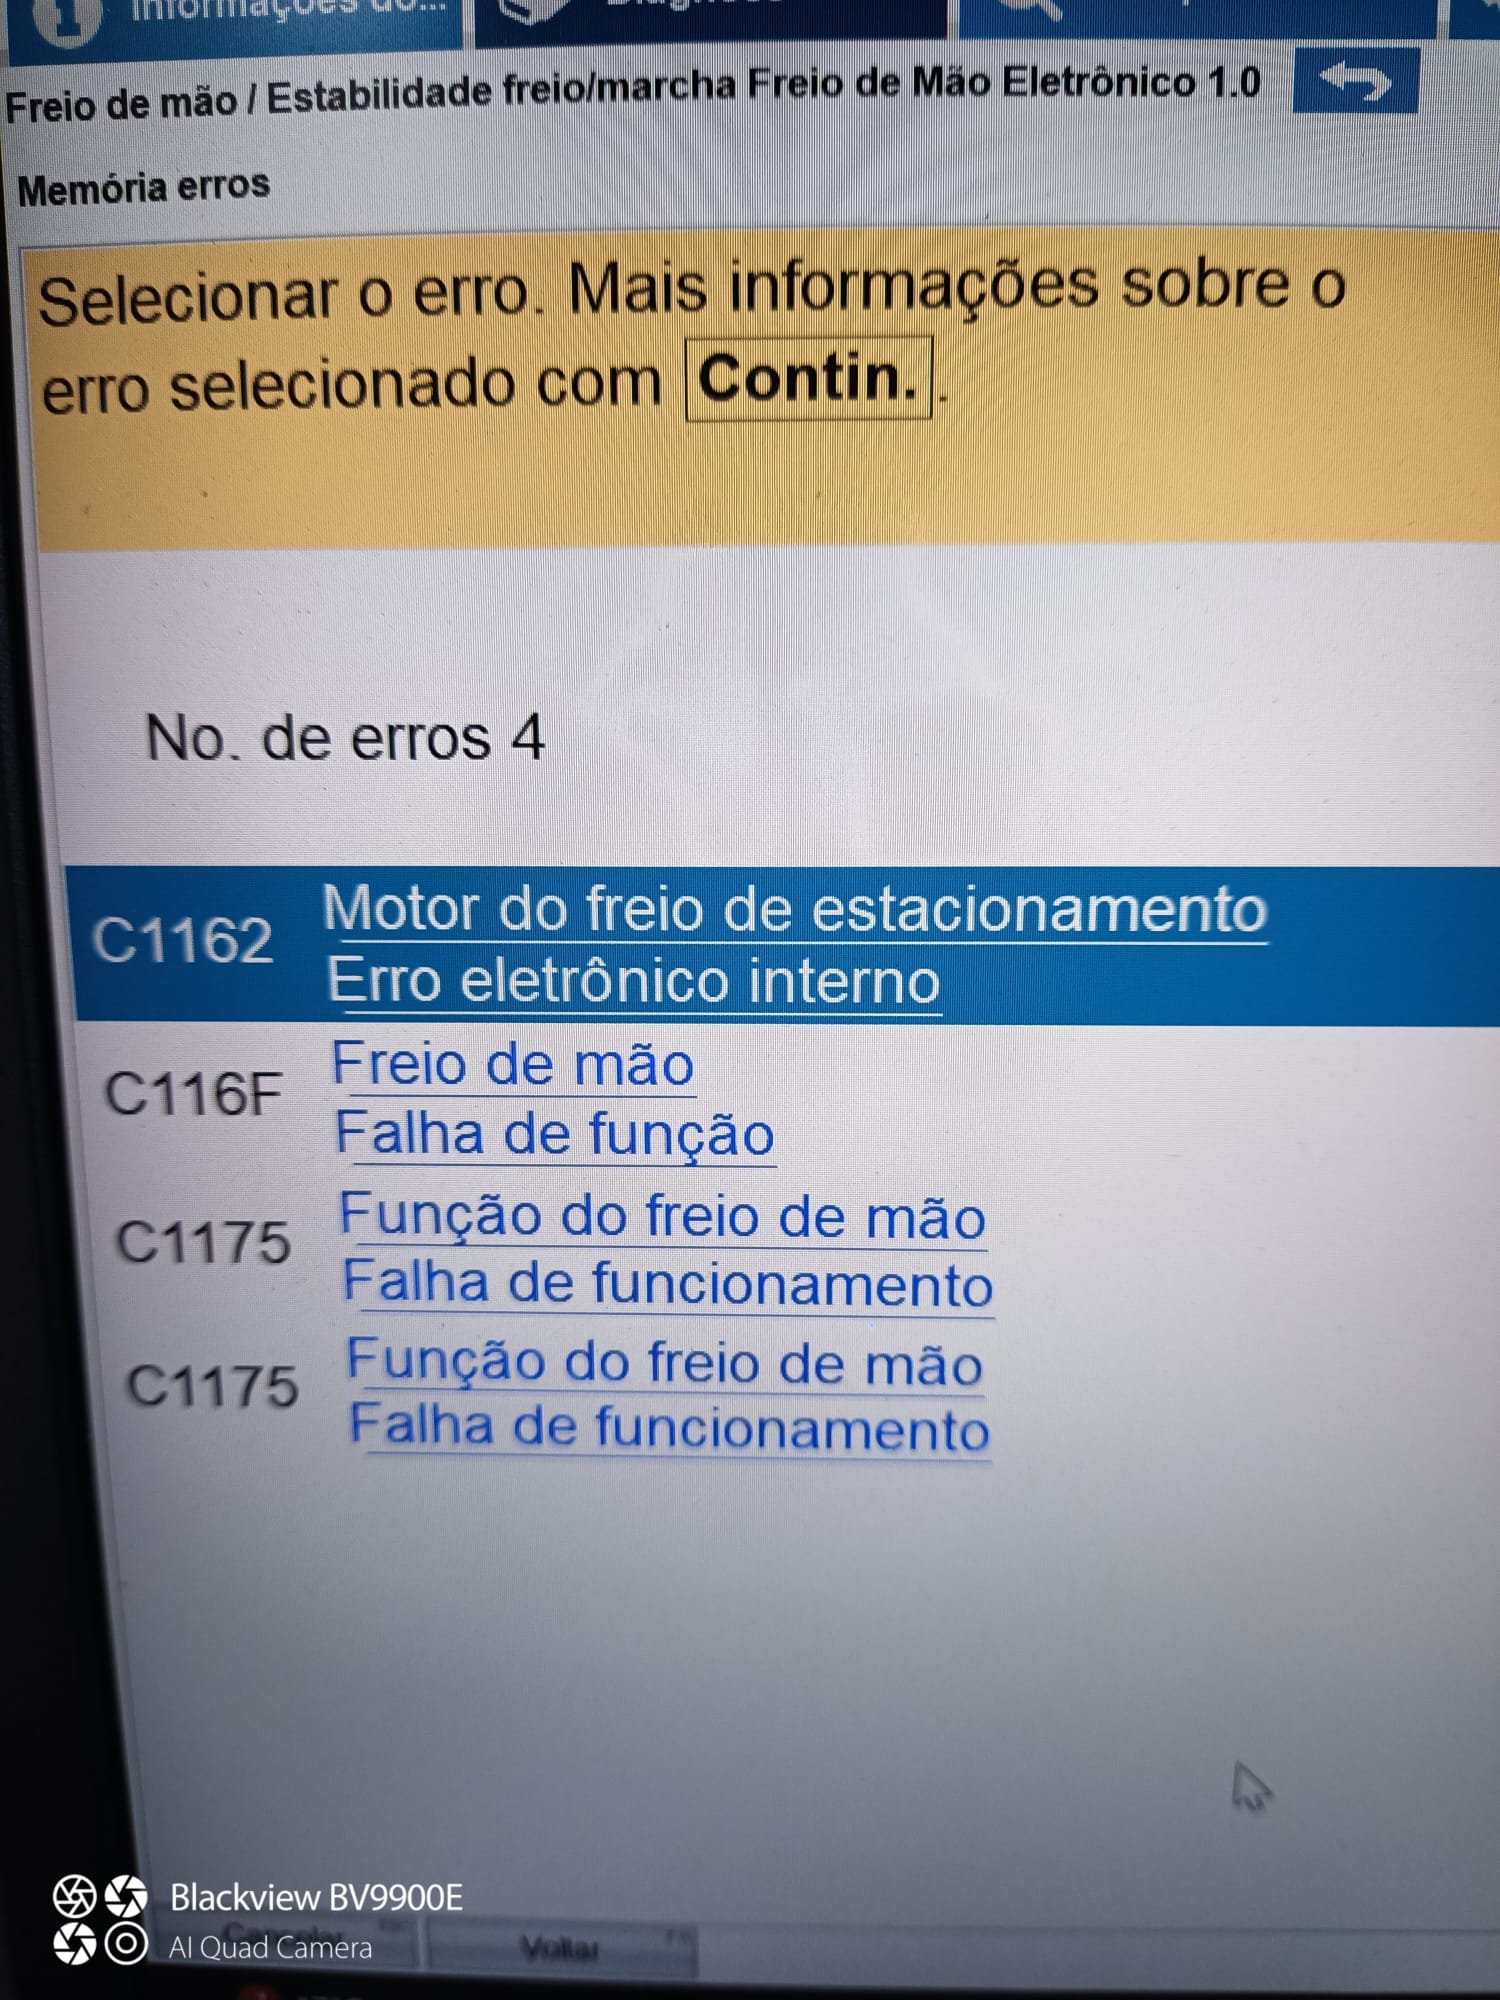 Informações do...
Freio de mão / Estabilidade freio/marcha Freio de Mão Eletrônico 1.0
Memória erros
Selecionar o erro. Mais informações sobre o
erro selecionado com Contin. .
No. de erros 4
C1162 Motor do freio de estacionamento
Erro eletrônico interno
C116F Freio de mão
Falha de função
C1175 Função do freio de mão
Falha de funcionamento
C1175 Função do freio de mão
Falha de funcionamento
Cancelar
Voltar
Blackview BV9900E
AI Quad Camera